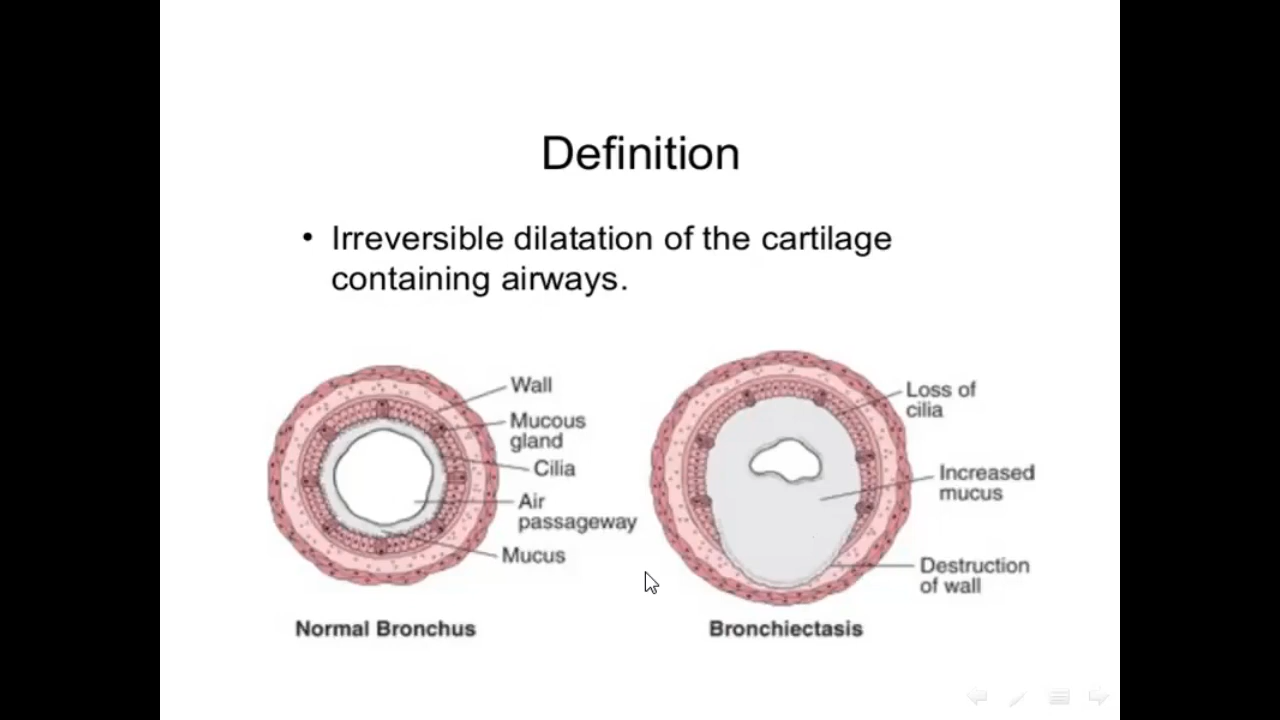 Definition
• Irreversible dilatation of the cartilage
containing airways.
Wall
Mucous
gland
Cilia
Air
passageway
Mucus
Normal Bronchus
Loss of
cilia
Increased
mucus
Destruction
of wall
Bronchiectasis